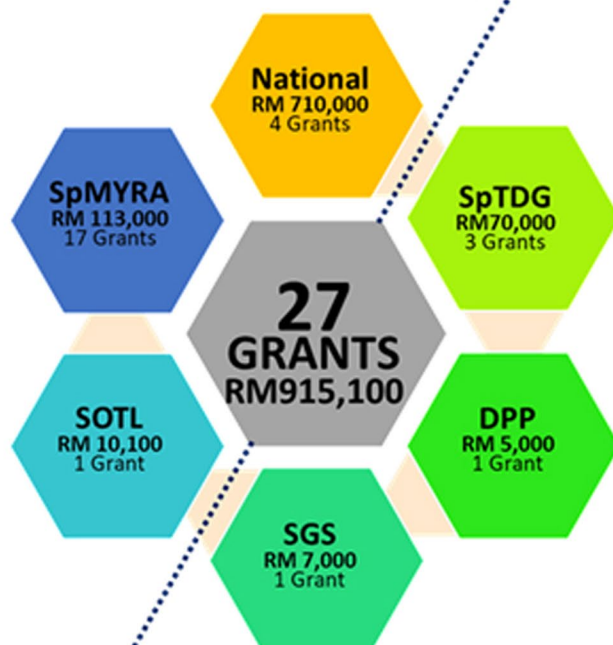 National
RM 710,000
4 Grants
SpMYRA
RM 113,000
17 Grants
SpTDG
RM70,000
3 Grants
27
GRANTS
RM915,100
SOTL
RM 10,100
1 Grant
DPP
RM 5,000
1 Grant
SGS
RM 7,000
1 Grant